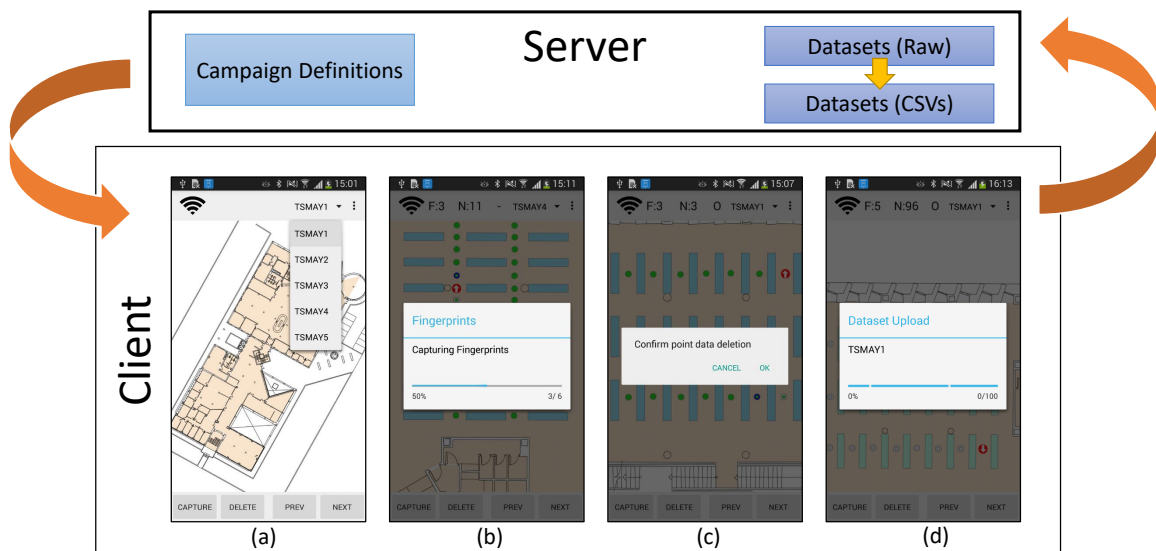 Server
Campaign Definitions
Datasets (Raw)
Datasets (CSVs)
Client
15:01
TSMAY1
TSMAY1
TSMAY2
TSMAY3
TSMAY4
TSMAY5
CAPTURE DELETE PREV NEXT
(a)
15:11
F:3 N:11 - TSMAY4
Fingerprints
Capturing Fingerprints
50% 3/ 6
CAPTURE DELETE PREV NEXT
(b)
15:07
F:3 N:3 O TSMAY1
Confirm point data deletion
CANCEL OK
CAPTURE DELETE PREV NEXT
(c)
16:13
F:5 N:96 O TSMAY1
Dataset Upload
TSMAY1
0% 0/100
CAPTURE DELETE PREV NEXT
(d)